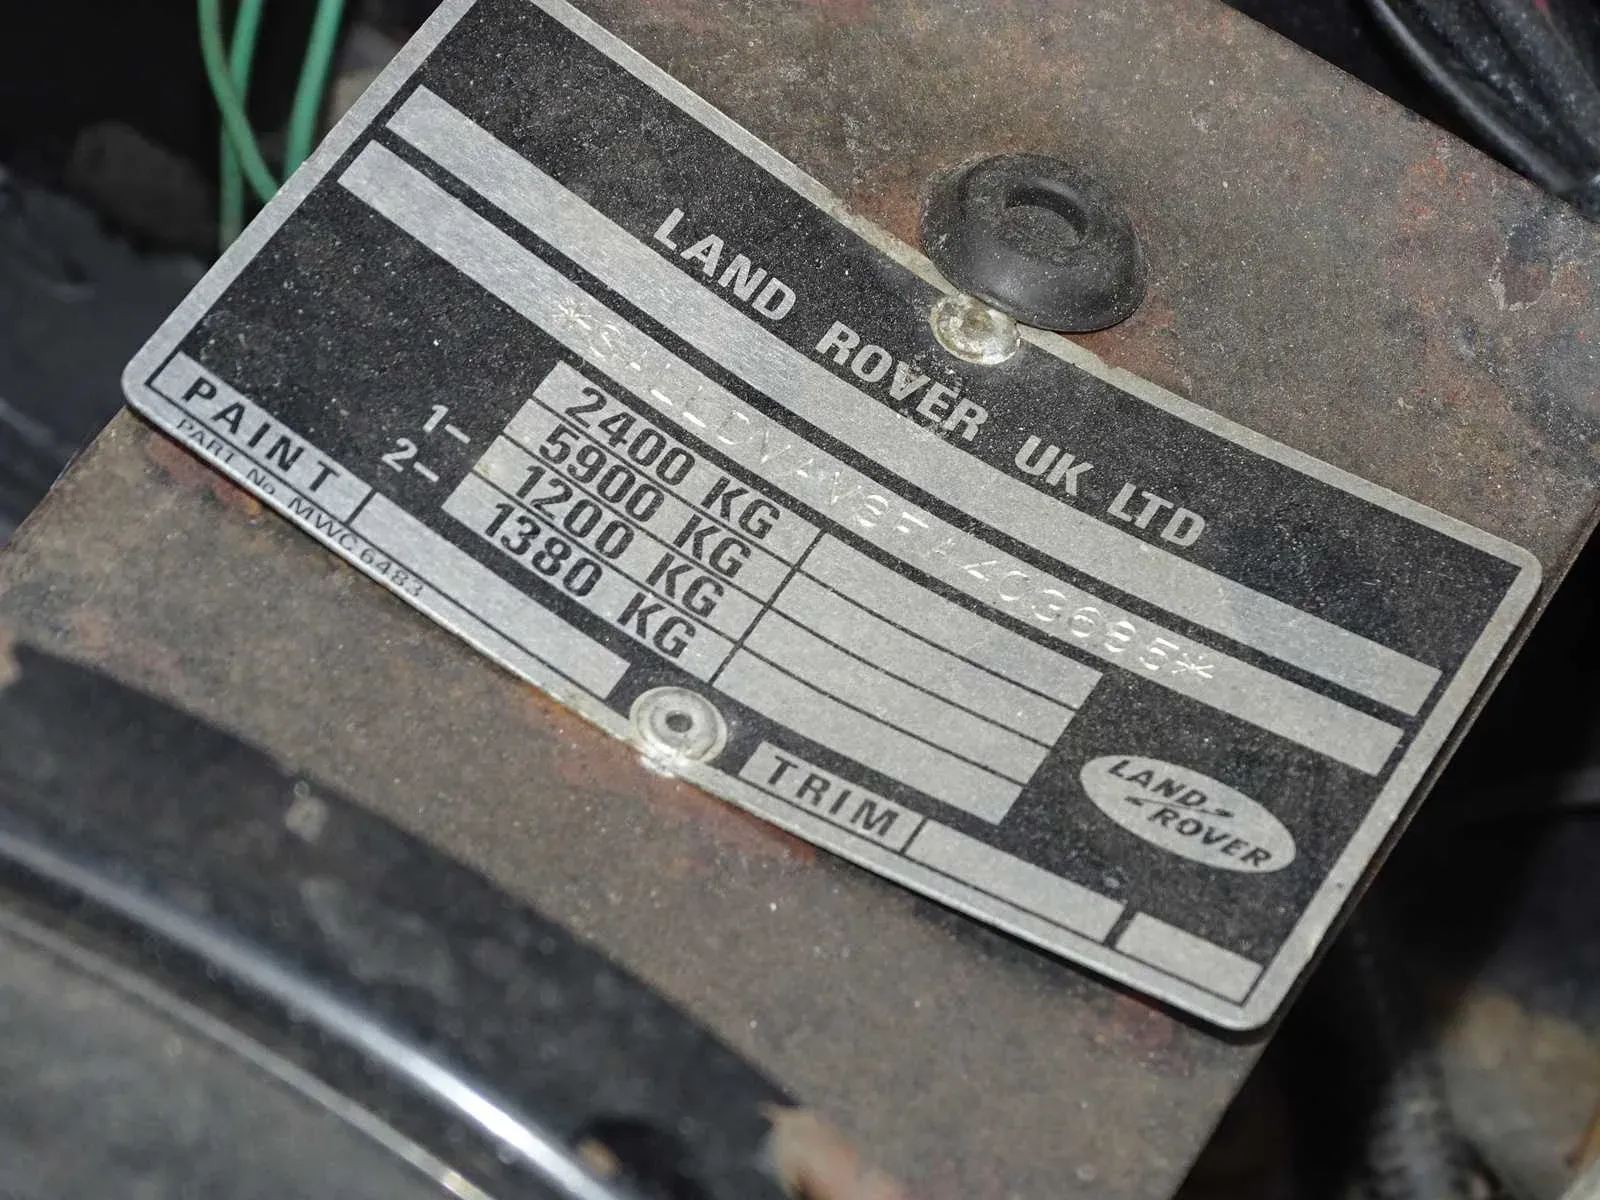 LAND ROVER UK LTD
2400 KG
5900 KG
1- 1200 KG
2- 1380 KG
PAINT
TRIM
PART No. MWC 6483
LAND
ROVER